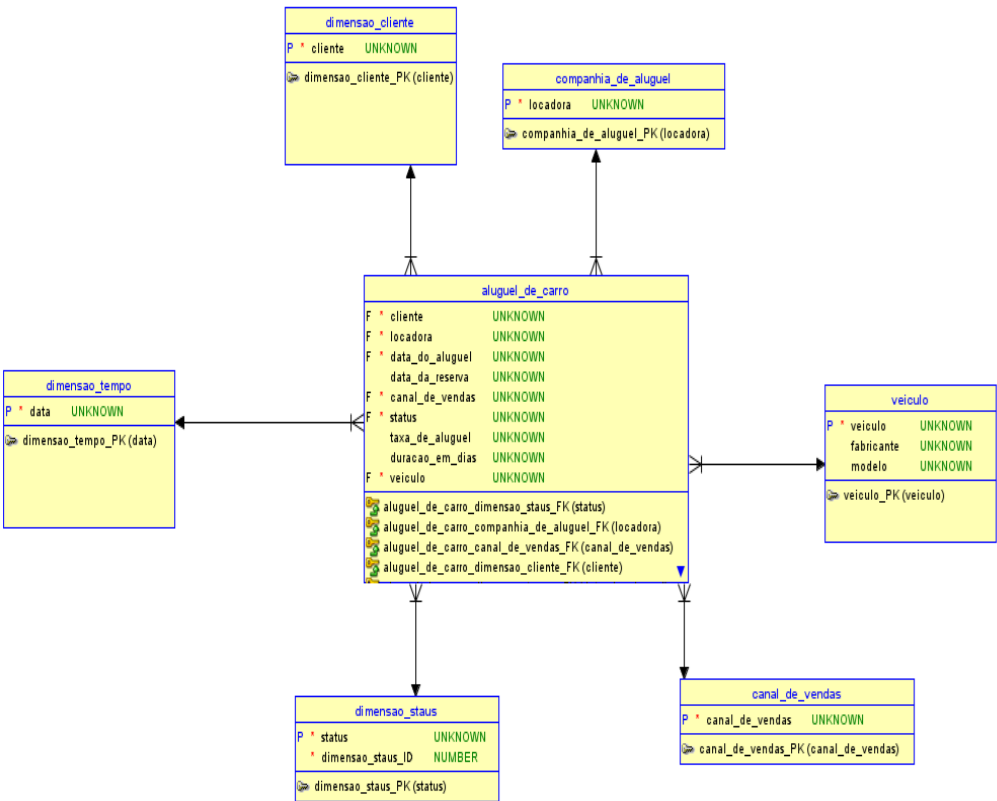 dimensao_cliente
P * cliente UNKNOWN
dimensao_cliente_PK (cliente)
companhia_de_aluguel
P * locadora UNKNOWN
companhia_de_aluguel_PK (locadora)
aluguel_de_carro
F * cliente UNKNOWN
F * locadora UNKNOWN
F * data_do_aluguel UNKNOWN
data_da_reserva UNKNOWN
F * canal_de_vendas UNKNOWN
F * status UNKNOWN
taxa_de_aluguel UNKNOWN
duracao_em_dias UNKNOWN
F * veiculo UNKNOWN
aluguel_de_carro_dimensao_staus_FK (status)
aluguel_de_carro_companhia_de_aluguel_FK (locadora)
aluguel_de_carro_canal_de_vendas_FK (canal_de_vendas)
aluguel_de_carro_dimensao_cliente_FK (cliente)
dimensao_tempo
P * data UNKNOWN
dimensao_tempo_PK (data)
veiculo
P * veiculo UNKNOWN
fabricante UNKNOWN
modelo UNKNOWN
veiculo_PK (veiculo)
dimensao_staus
P * status UNKNOWN
* dimensao_staus_ID NUMBER
dimensao_staus_PK (status)
canal_de_vendas
P * canal_de_vendas UNKNOWN
canal_de_vendas_PK (canal_de_vendas)